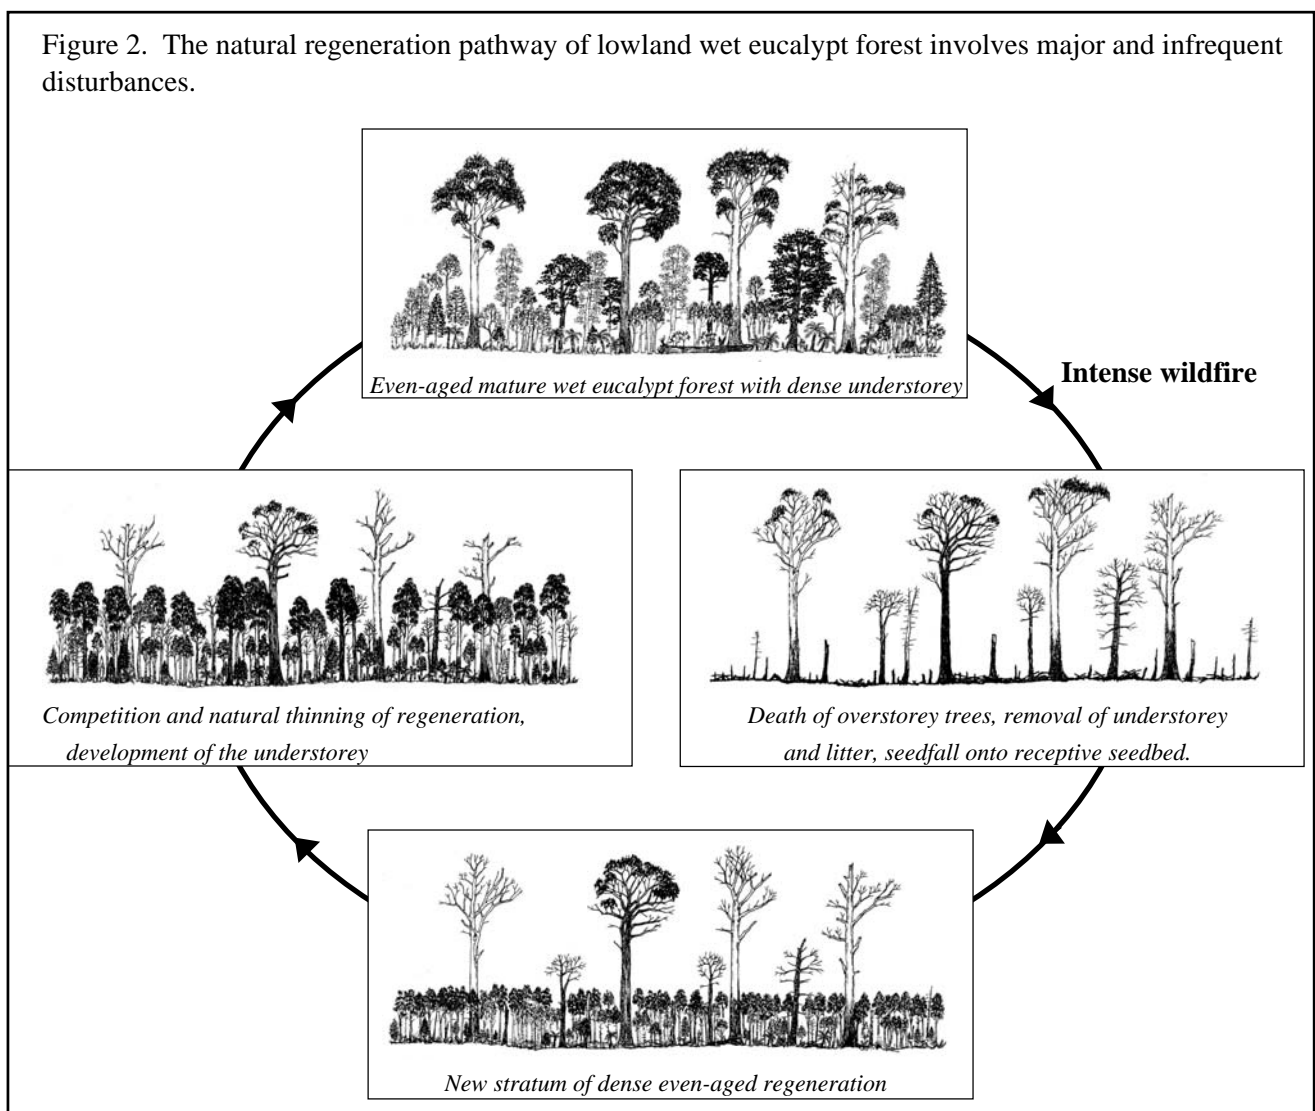 Figure 2.  The natural regeneration pathway of lowland wet eucalypt forest involves major and infrequent
disturbances.
Even-aged mature wet eucalypt forest with dense understorey
Intense wildfire
Death of overstorey trees, removal of understorey
and litter, seedfall onto receptive seedbed.
New stratum of dense even-aged regeneration
Competition and natural thinning of regeneration,
development of the understorey